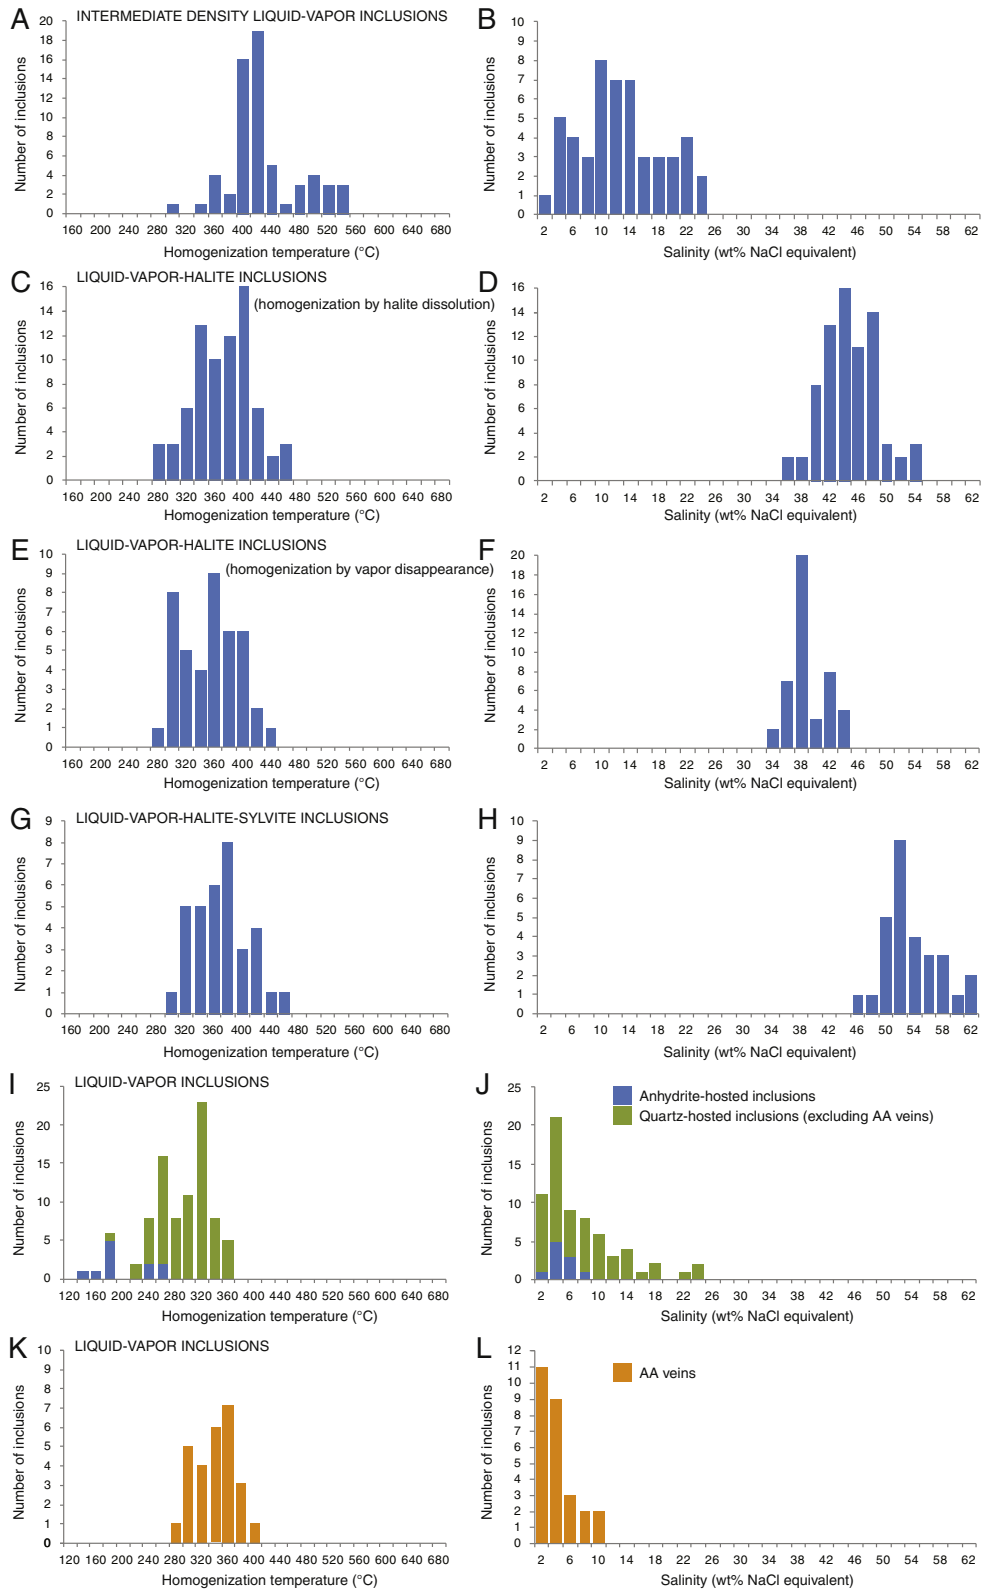 A INTERMEDIATE DENSITY LIQUID-VAPOR INCLUSIONS
Number of inclusions
20
18
16
14
12
10
8
6
4
2
0
160 200 240 280 320 360 400 440 480 520 560 600 640 680
Homogenization temperature (°C)
B
Number of inclusions
10
9
8
7
6
5
4
3
2
1
0
2 6 10 14 18 22 26 30 34 38 42 46 50 54 58 62
Salinity (wt% NaCl equivalent)
C LIQUID-VAPOR-HALITE INCLUSIONS
(homogenization by halite dissolution)
Number of inclusions
16
14
12
10
8
6
4
2
0
160 200 240 280 320 360 400 440 480 520 560 600 640 680
Homogenization temperature (°C)
D
Number of inclusions
16
14
12
10
8
6
4
2
0
2 6 10 14 18 22 26 30 34 38 42 46 50 54 58 62
Salinity (wt% NaCl equivalent)
E LIQUID-VAPOR-HALITE INCLUSIONS
(homogenization by vapor disappearance)
Number of inclusions
10
9
8
7
6
5
4
3
2
1
0
160 200 240 280 320 360 400 440 480 520 560 600 640 680
Homogenization temperature (°C)
F
Number of inclusions
20
18
16
14
12
10
8
6
4
2
0
2 6 10 14 18 22 26 30 34 38 42 46 50 54 58 62
Salinity (wt% NaCl equivalent)
G LIQUID-VAPOR-HALITE-SYLVITE INCLUSIONS
Number of inclusions
9
8
7
6
5
4
3
2
1
0
160 200 240 280 320 360 400 440 480 520 560 600 640 680
Homogenization temperature (°C)
H
Number of inclusions
10
9
8
7
6
5
4
3
2
1
0
2 6 10 14 18 22 26 30 34 38 42 46 50 54 58 62
Salinity (wt% NaCl equivalent)
I LIQUID-VAPOR INCLUSIONS
Number of inclusions
25
20
15
10
5
0
120 160 200 240 280 320 360 400 440 480 520 560 600 640 680
Homogenization temperature (°C)
J
Anhydrite-hosted inclusions
Quartz-hosted inclusions (excluding AA veins)
Number of inclusions
25
20
15
10
5
0
2 6 10 14 18 22 26 30 34 38 42 46 50 54 58 62
Salinity (wt% NaCl equivalent)
K LIQUID-VAPOR INCLUSIONS
Number of inclusions
10
9
8
7
6
5
4
3
2
1
0
120 160 200 240 280 320 360 400 440 480 520 560 600 640 680
Homogenization temperature (°C)
L
AA veins
Number of inclusions
12
11
10
9
8
7
6
5
4
3
2
1
0
2 6 10 14 18 22 26 30 34 38 42 46 50 54 58 62
Salinity (wt% NaCl equivalent)